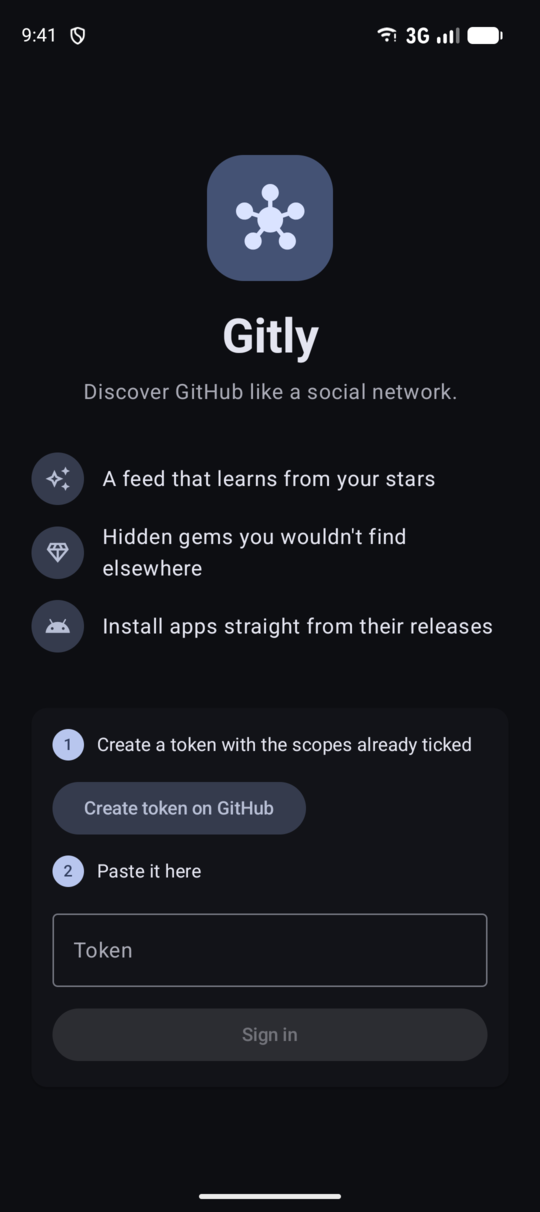 9:41
3G
Gitly
Discover GitHub like a social network.
A feed that learns from your stars
Hidden gems you wouldn't find
elsewhere
Install apps straight from their releases
1 Create a token with the scopes already ticked
Create token on GitHub
2 Paste it here
Token
Sign in